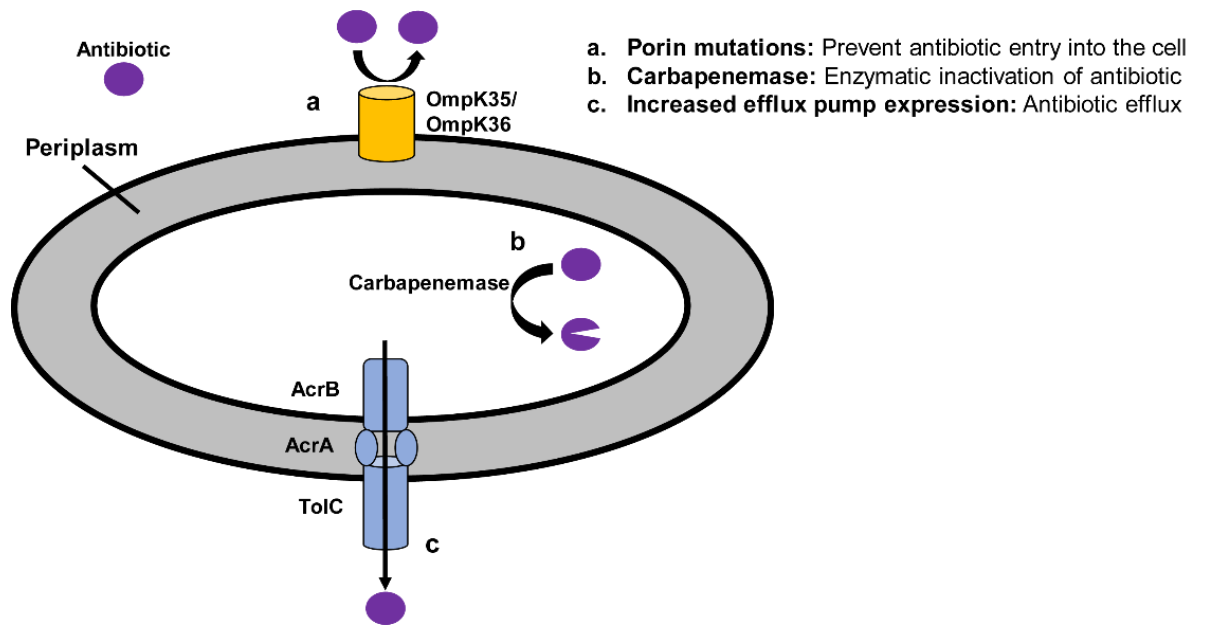 Antibiotic
a
OmpK35/
OmpK36
Periplasm
b
Carbapenemase
AcrB
AcrA
TolC
c
a. Porin mutations: Prevent antibiotic entry into the cell
b. Carbapenemase: Enzymatic inactivation of antibiotic
c. Increased efflux pump expression: Antibiotic efflux